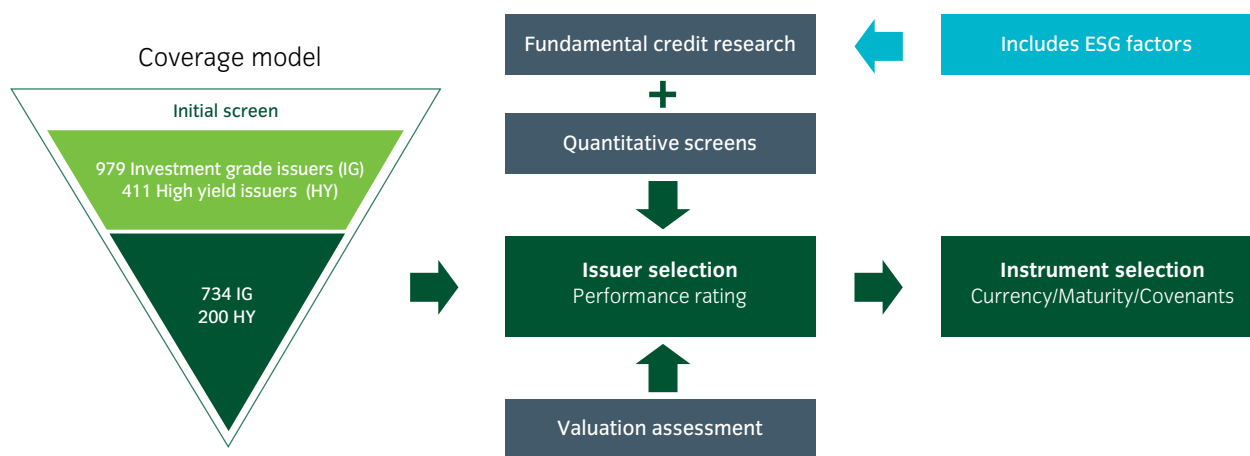 Coverage model
Initial screen
979 Investment grade issuers (IG)
411 High yield issuers (HY)
734 IG
200 HY
Fundamental credit research
+
Quantitative screens
Includes ESG factors
Issuer selection
Performance rating
Instrument selection
Currency/Maturity/Covenants
Valuation assessment